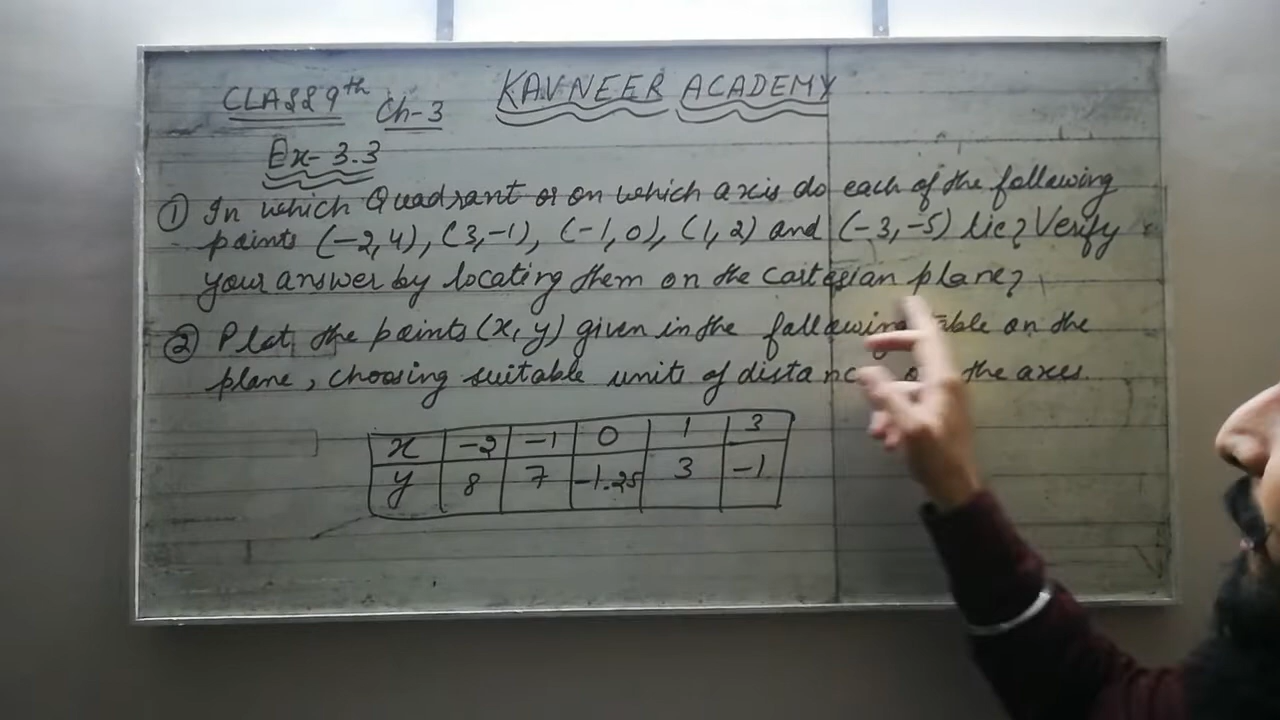 CLASS 9th Ch-3 KAVNEER ACADEMY
Ex-3.3
① In which Quadrant or on which axis do each of the following
points (-2,4), (3,-1), (-1,0), (1,2) and (-3,-5) lie? Verify
your answer by locating them on the cartesian plane?
② Plot the points (x, y) given in the following table on the
plane, choosing suitable units of distance on the axes.
x -2 -1 0 1 3
y 8 7 -1.25 3 -1